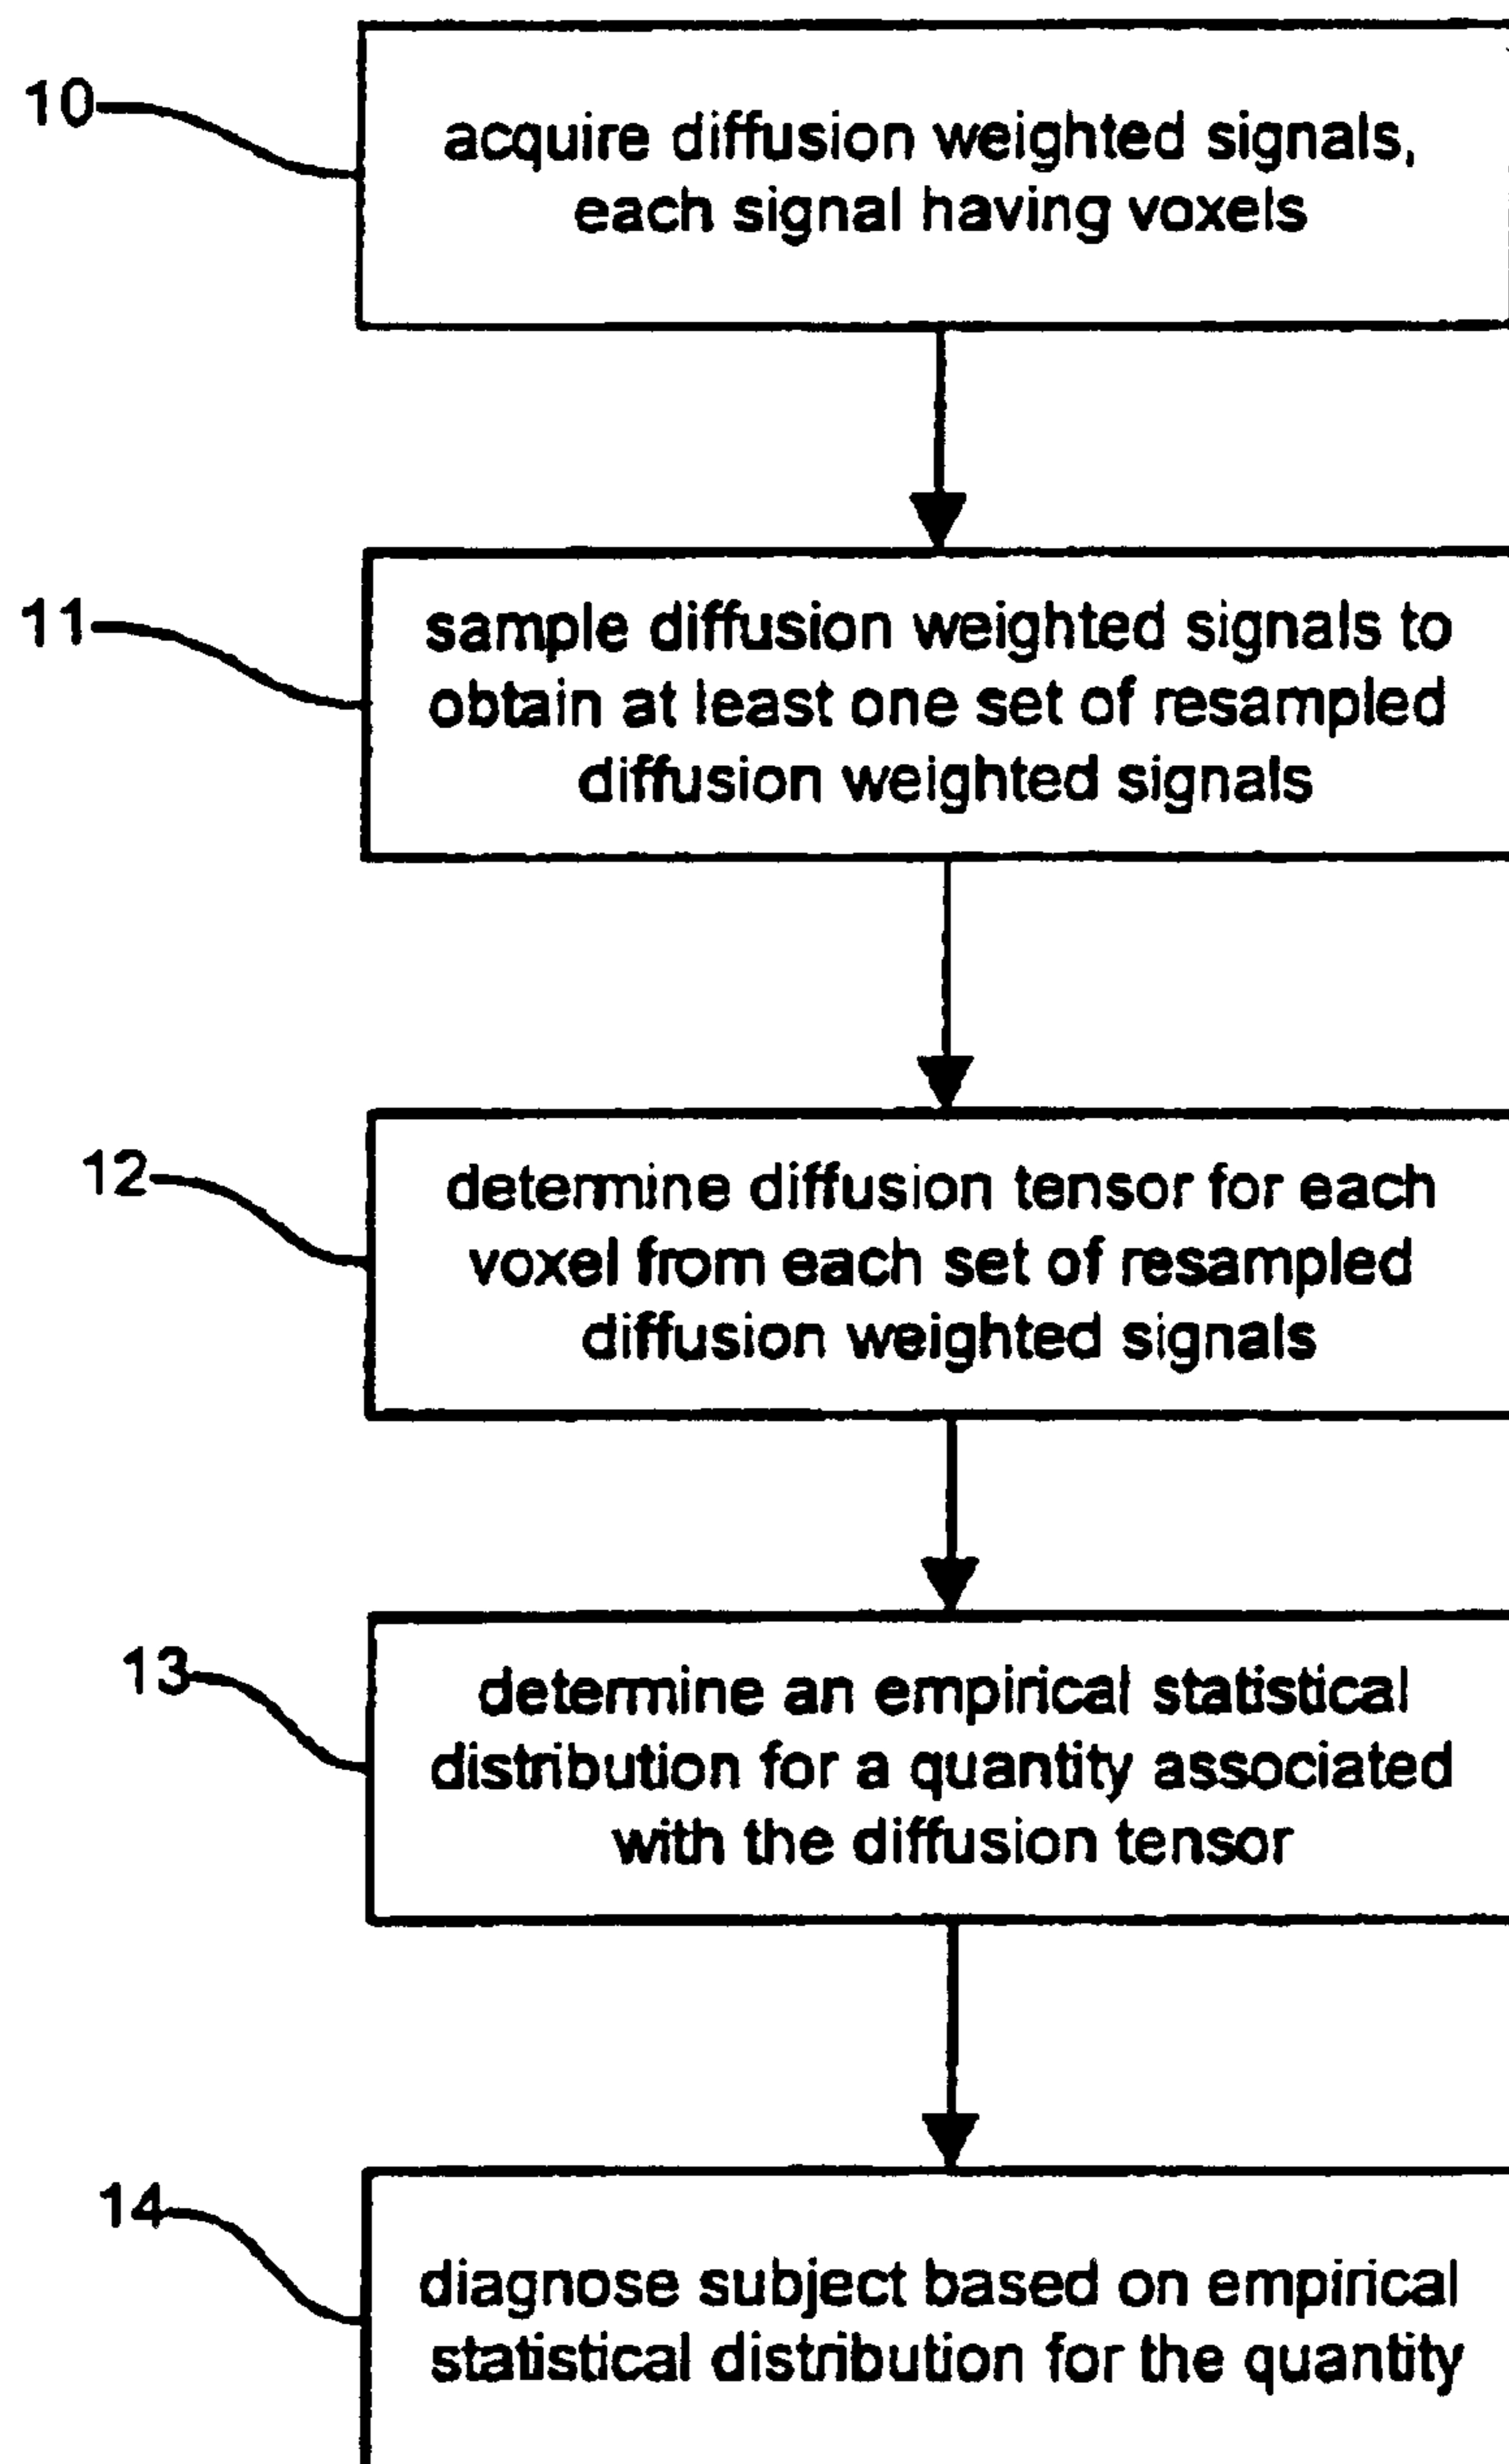 10
acquire diffusion weighted signals,
each signal having voxels
11
sample diffusion weighted signals to
obtain at least one set of resampled
diffusion weighted signals
12
determine diffusion tensor for each
voxel from each set of resampled
diffusion weighted signals
13
determine an empirical statistical
distribution for a quantity associated
with the diffusion tensor
14
diagnose subject based on empirical
statistical distribution for the quantity